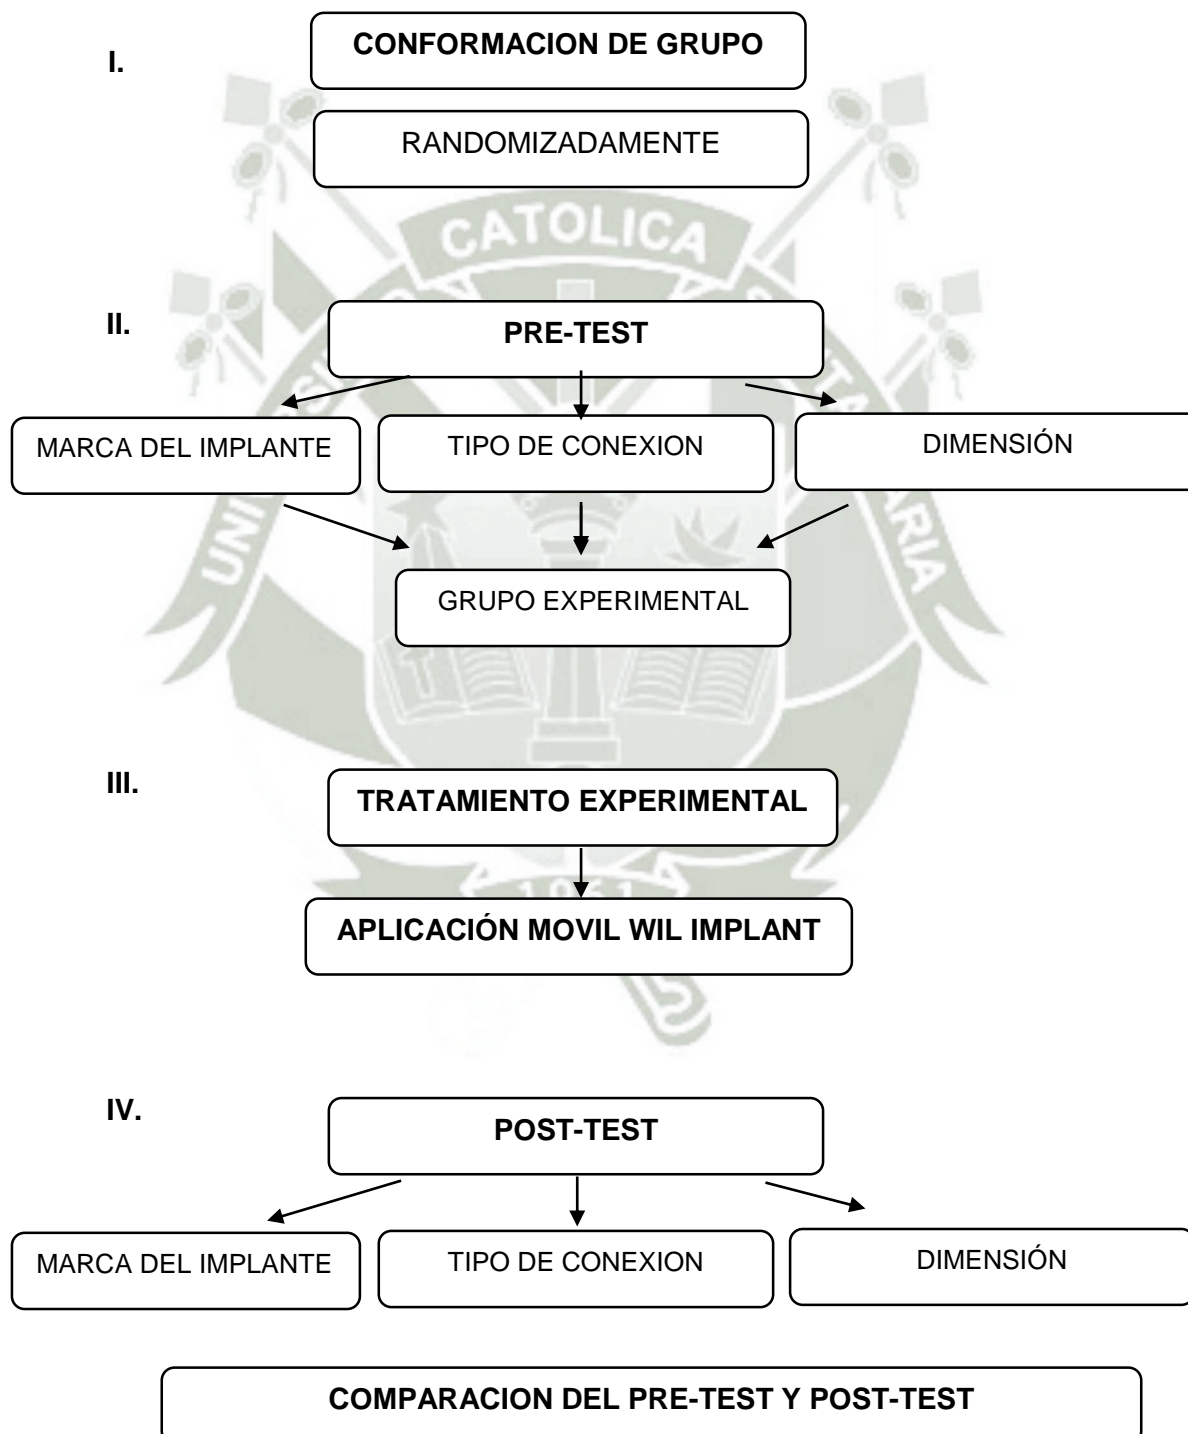 I.
CONFORMACION DE GRUPO
RANDOMIZADAMENTE
CATOLICA
II.
PRE-TEST
MARCA DEL IMPLANTE
TIPO DE CONEXION
DIMENSIÓN
GRUPO EXPERIMENTAL
III.
TRATAMIENTO EXPERIMENTAL
1961
APLICACIÓN MOVIL WIL IMPLANT
IV.
POST-TEST
MARCA DEL IMPLANTE
TIPO DE CONEXION
DIMENSIÓN
COMPARACION DEL PRE-TEST Y POST-TEST